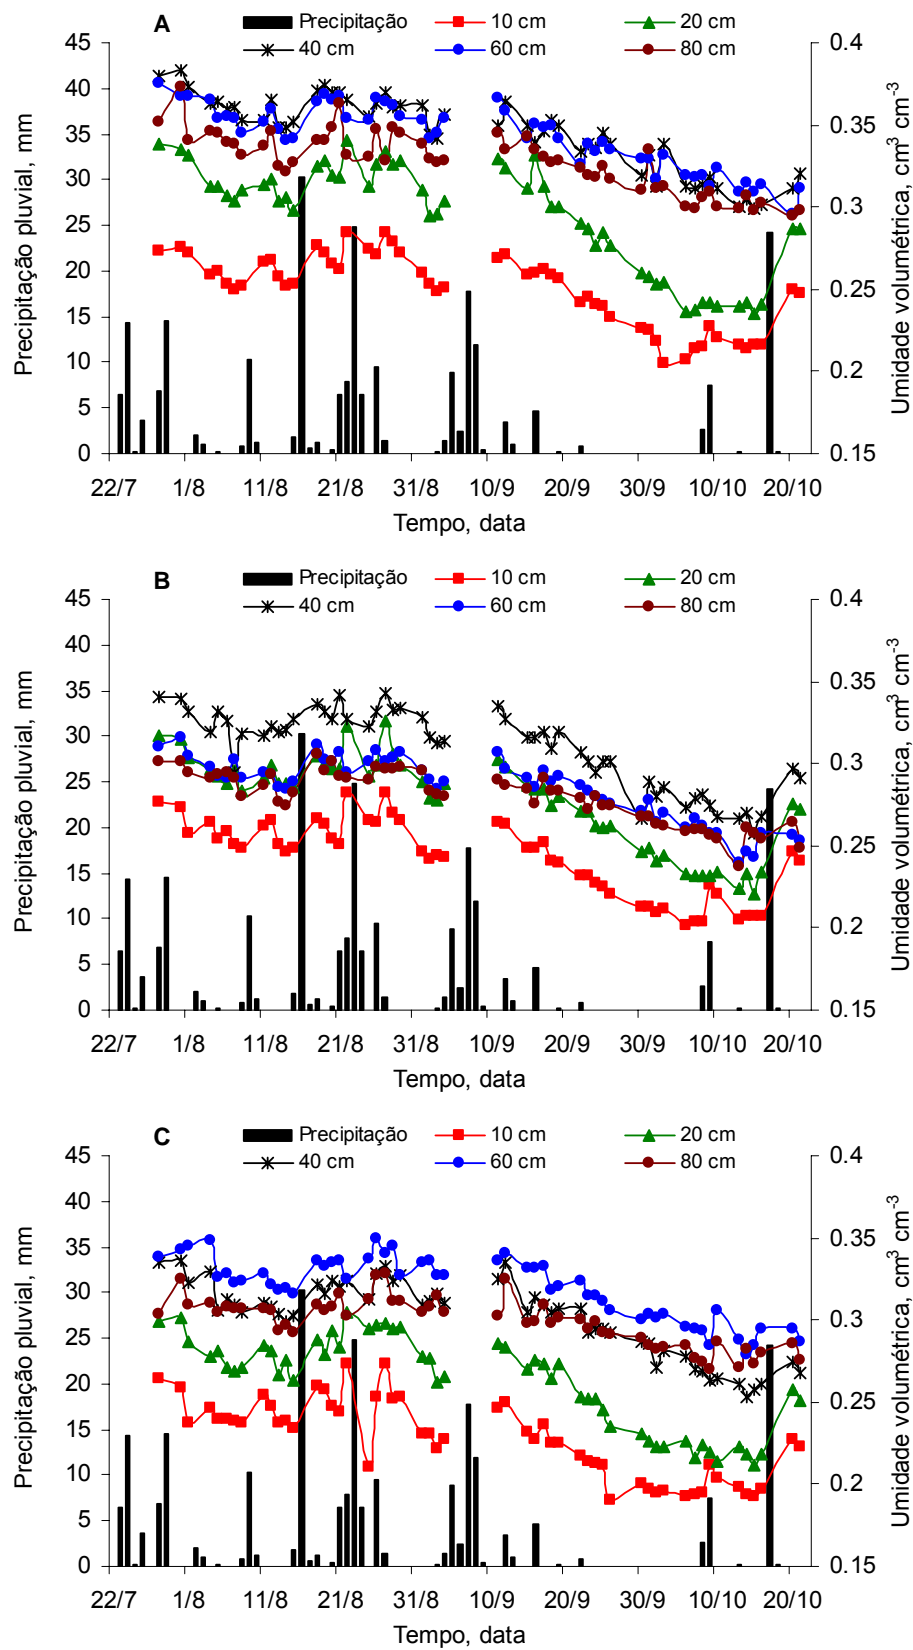 A
Precipitação 10 cm 20 cm
40 cm 60 cm 80 cm
45 40 35 30 25 20 15 10 5 0
Precipitação pluvial, mm
0.4 0.35 0.3 0.25 0.2 0.15
Umidade volumétrica, cm³ cm⁻³
22/7 1/8 11/8 21/8 31/8 10/9 20/9 30/9 10/10 20/10
Tempo, data
B
Precipitação 10 cm 20 cm
40 cm 60 cm 80 cm
45 40 35 30 25 20 15 10 5 0
Precipitação pluvial, mm
0.4 0.35 0.3 0.25 0.2 0.15
Umidade volumétrica, cm³ cm⁻³
22/7 1/8 11/8 21/8 31/8 10/9 20/9 30/9 10/10 20/10
Tempo, data
C
Precipitação 10 cm 20 cm
40 cm 60 cm 80 cm
45 40 35 30 25 20 15 10 5 0
Precipitação pluvial, mm
0.4 0.35 0.3 0.25 0.2 0.15
Umidade volumétrica, cm³ cm⁻³
22/7 1/8 11/8 21/8 31/8 10/9 20/9 30/9 10/10 20/10
Tempo, data